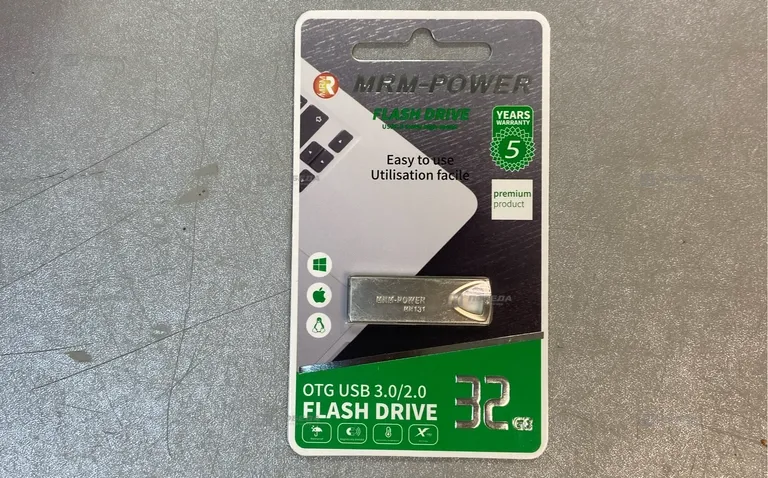 MRM
R
MRM-POWER
FLASH DRIVE
YEARS
WARRANTY
5
Easy to use
Utilisation facile
premium
product
MRM-POWER
OTG USB 3.0/2.0
FLASH DRIVE
32 GB